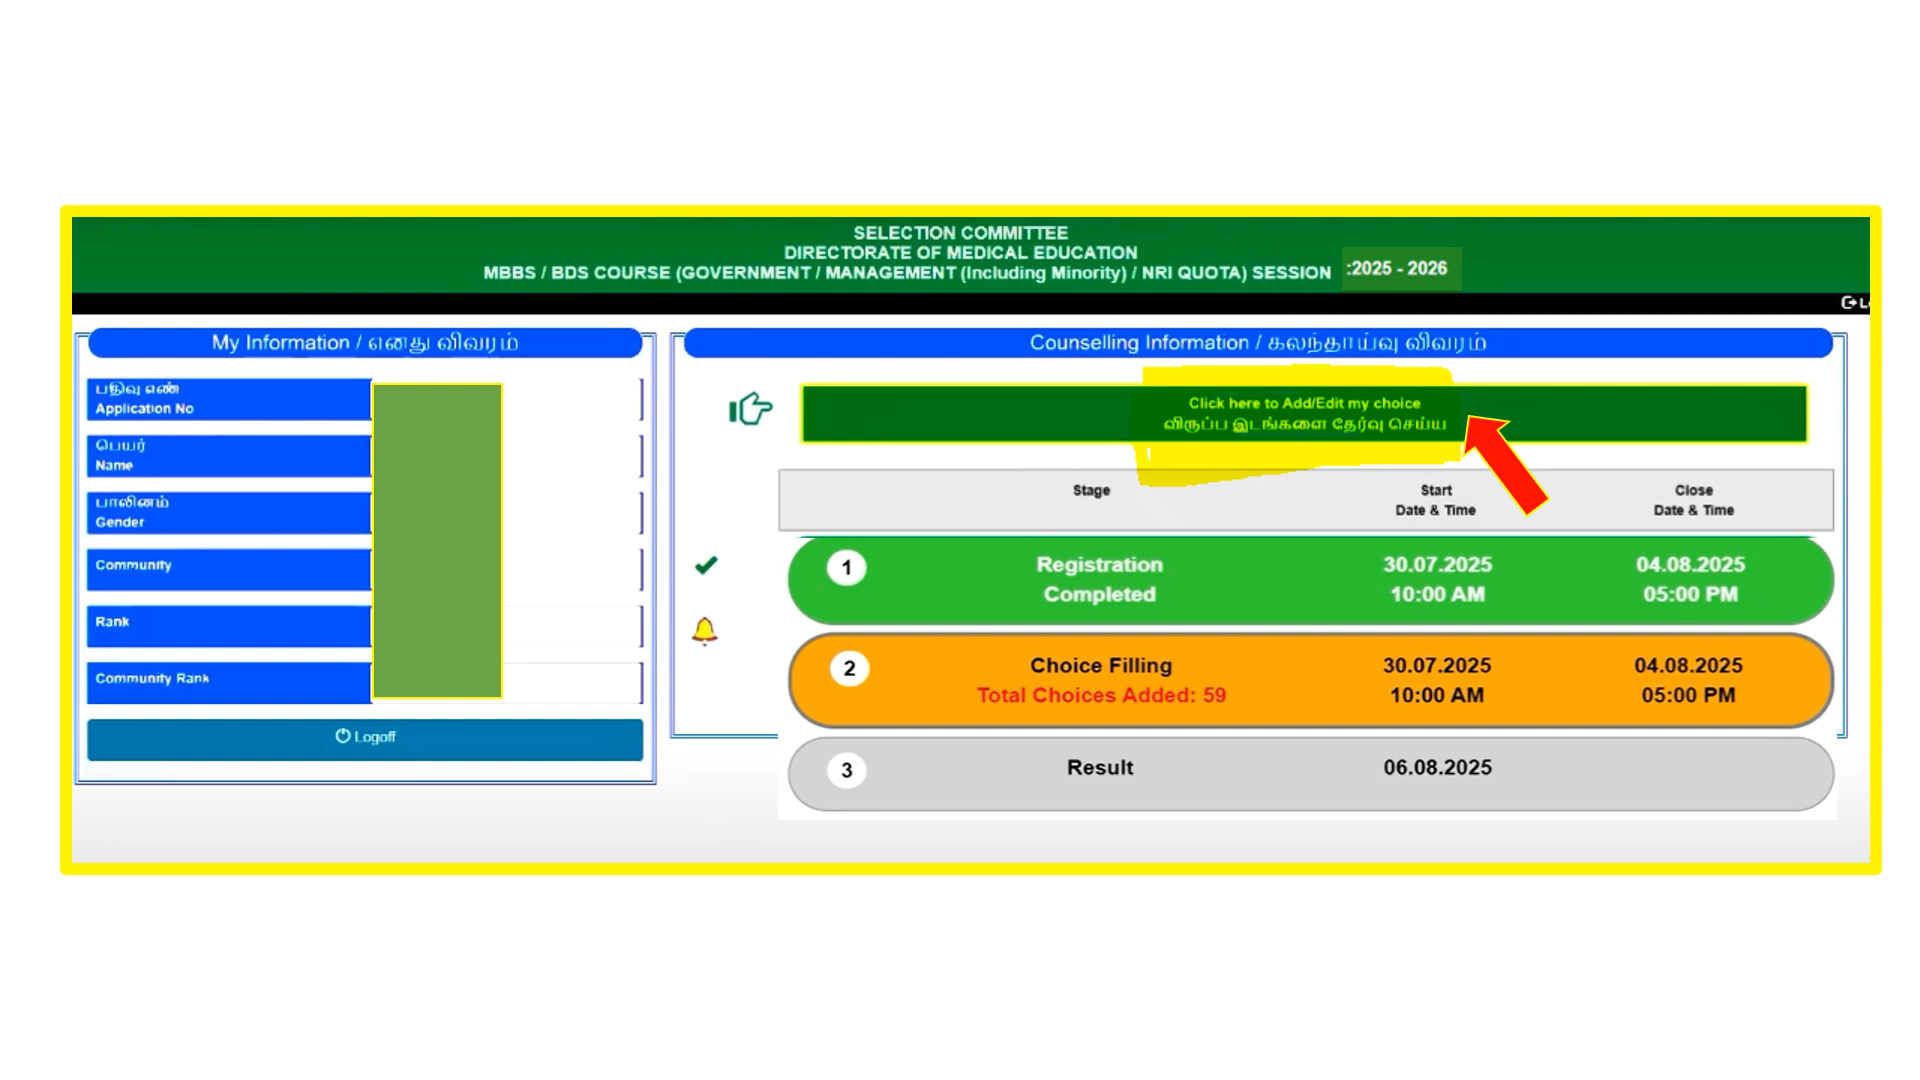 SELECTION COMMITTEE
DIRECTORATE OF MEDICAL EDUCATION
MBBS / BDS COURSE (GOVERNMENT / MANAGEMENT (Including Minority) / NRI QUOTA) SESSION :2025 - 2026
My Information / எனது விவரம்
பதிவு எண்
Application No
பெயர்
Name
பாலினம்
Gender
Community
Rank
Community Rank
Logoff
Counselling Information / கலந்தாய்வு விவரம்
Click here to Add/Edit my choice
விருப்ப இடங்களை தேர்வு செய்ய
Stage Start Close
Date & Time Date & Time
1 Registration 30.07.2025 04.08.2025
Completed 10:00 AM 05:00 PM
2 Choice Filling 30.07.2025 04.08.2025
Total Choices Added: 59 10:00 AM 05:00 PM
3 Result 06.08.2025